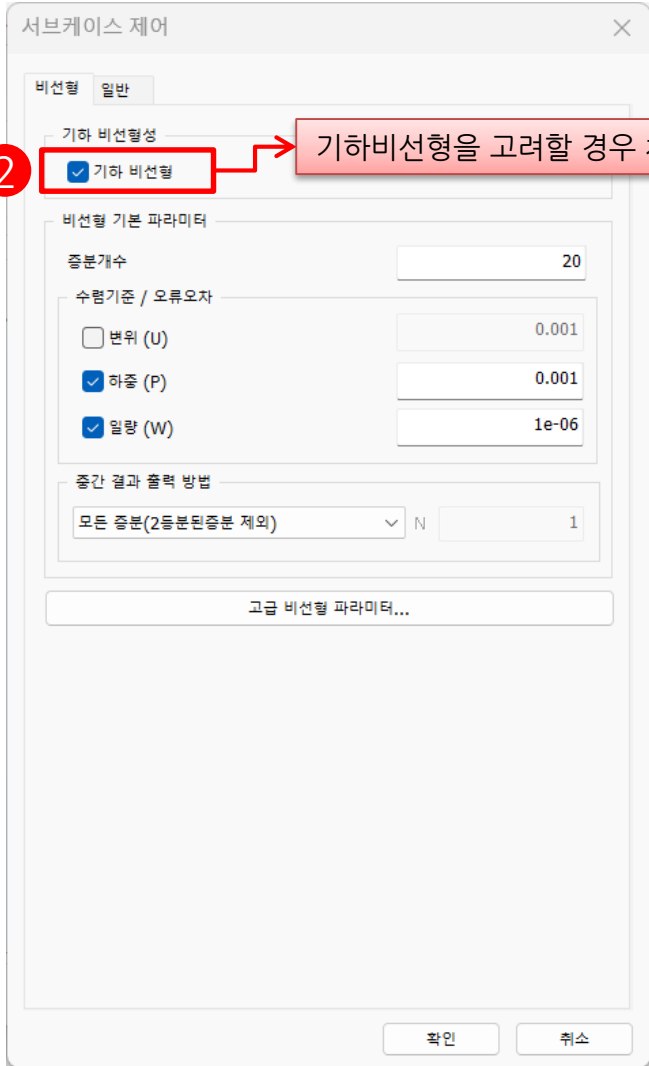 서브케이스 제어
비선형 일반
기하 비선형성
2
기하 비선형
기하비선형을 고려할 경우
비선형 기본 파라미터
증분개수 20
수렴기준 / 오류오차
변위 (U) 0.001
하중 (P) 0.001
일량 (W) 1e-06
중간 결과 출력 방법
모든 증분(2등분된증분 제외) N 1
고급 비선형 파라미터...
확인 취소